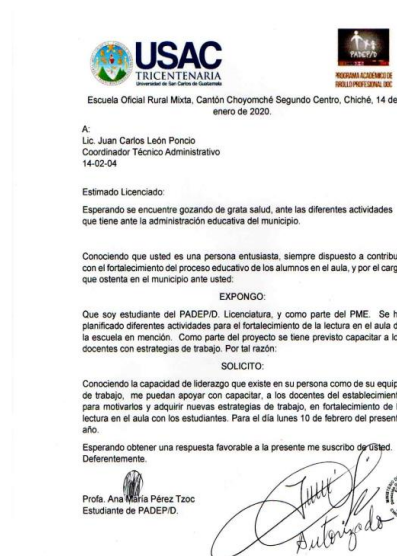 USAC
TRICENTENARIA
Universidad de San Carlos de Guatemala
PADEP/D
PROGRAMA ACADÉMICO DE
Escuela Oficial Rural Mixta, Cantón Choyomché Segundo Centro, Chiché, 14 de
enero de 2020.
A:
Lic. Juan Carlos León Poncio
Coordinador Técnico Administrativo
14-02-04
Estimado Licenciado:
Esperando se encuentre gozando de grata salud, ante las diferentes actividades
que tiene ante la administración educativa del municipio.
Conociendo que usted es una persona entusiasta, siempre dispuesto a contribu
con el fortalecimiento del proceso educativo de los alumnos en el aula, y por el carg
que ostenta en el municipio ante usted:
EXPONGO:
Que soy estudiante del PADEP/D. Licenciatura, y como parte del PME. Se h
planificado diferentes actividades para el fortalecimiento de la lectura en el aula d
la escuela en mención. Como parte del proyecto se tiene previsto capacitar a lo
docentes con estrategias de trabajo. Por tal razón:
SOLICITO:
Conociendo la capacidad de liderazgo que existe en su persona como de su equip
de trabajo, me puedan apoyar con capacitar, a los docentes del establecimient
para motivarlos y adquirir nuevas estrategias de trabajo, en fortalecimiento de l
lectura en el aula con los estudiantes. Para el día lunes 10 de febrero del present
año.
Esperando obtener una respuesta favorable a la presente me suscribo de usted.
Deferentemente.
Profa. Ana María Pérez Tzoc
Estudiante de PADEP/D.
Autorizado